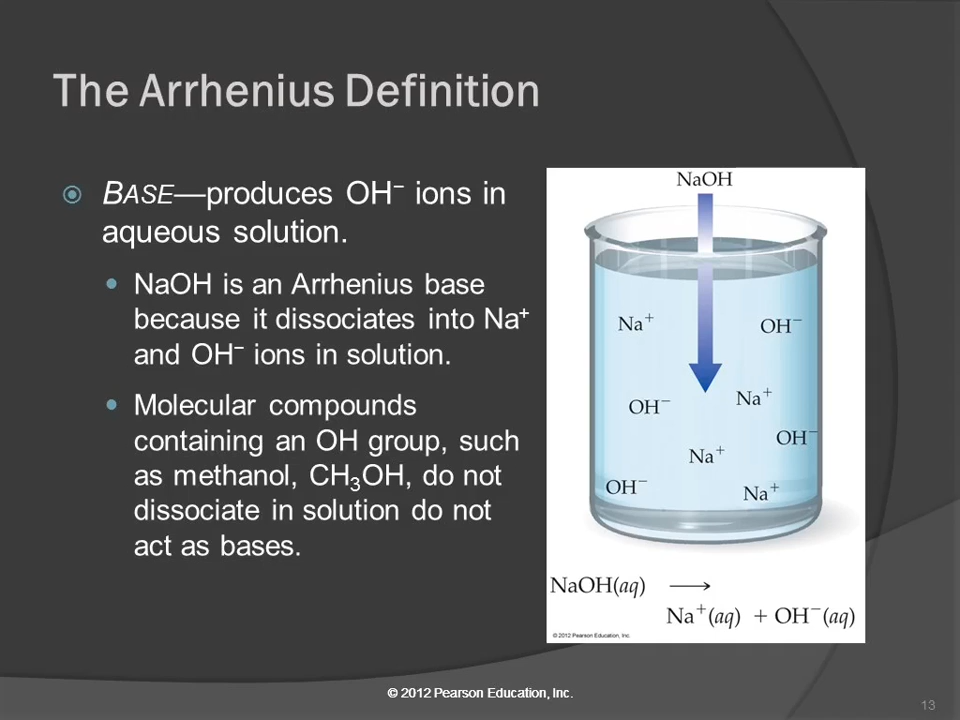 The Arrhenius Definition
BASE—produces OH⁻ ions in
aqueous solution.
NaOH is an Arrhenius base
because it dissociates into Na⁺
and OH⁻ ions in solution.
Molecular compounds
containing an OH group, such
as methanol, CH₃OH, do not
dissociate in solution do not
act as bases.
NaOH
Na⁺ OH⁻
OH⁻ Na⁺
OH⁻
Na⁺
OH⁻ Na⁺
NaOH(aq) ⟶
Na⁺(aq) + OH⁻(aq)
© 2012 Pearson Education, Inc.
© 2012 Pearson Education, Inc.
13